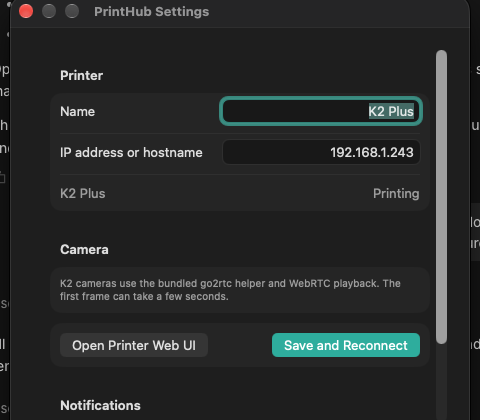 PrintHub Settings
Printer
Name
K2 Plus
IP address or hostname
192.168.1.243
K2 Plus
Printing
Camera
K2 cameras use the bundled go2rtc helper and WebRTC playback. The
first frame can take a few seconds.
Open Printer Web UI
Save and Reconnect
Notifications